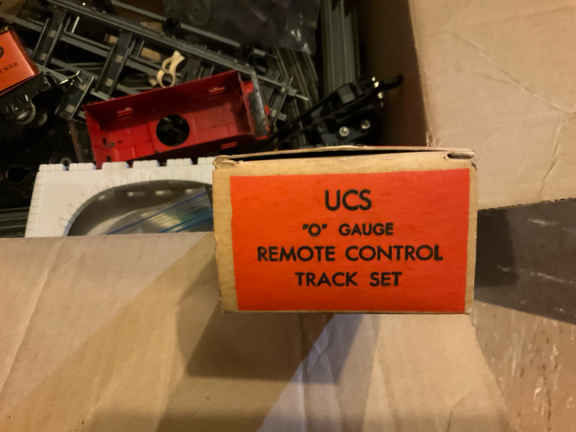 UCS
"O" GAUGE
REMOTE CONTROL
TRACK SET